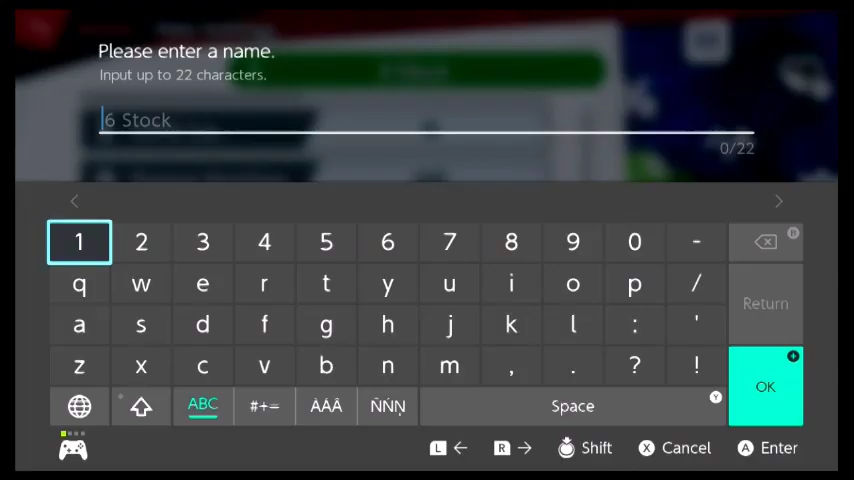 Please enter a name.
Input up to 22 characters.
6 Stock
0/22
1 2 3 4 5 6 7 8 9 0 -
q w e r t y u i o p /
Return
a s d f g h j k l : '
z x c v b n m , . ? !
OK
ABC #+= ÀÁÂ ÑŃŅ Space Y
L ← R → Shift X Cancel A Enter